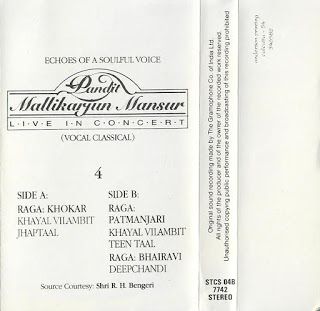 ECHOES OF A SOULFUL VOICE
Pandit
Mallikarjun Mansur
LIVE IN CONCERT
(VOCAL CLASSICAL)
4
SIDE A:
RAGA: KHOKAR
KHAYAL VILAMBIT
JHAPTAAL
SIDE B:
RAGA:
PATMANJARI
KHAYAL VILAMBIT
TEEN TAAL
RAGA: BHAIRAVI
DEEPCHANDI
Source Courtesy: Shri R. H. Bengeri
Original sound recording made by The Gramophone Co. of India Ltd.
All rights of the producer and of the owner of the recorded work reserved.
Unauthorised copying public performance and broadcasting of this recording prohibited
STCS 04B
7742
STEREO